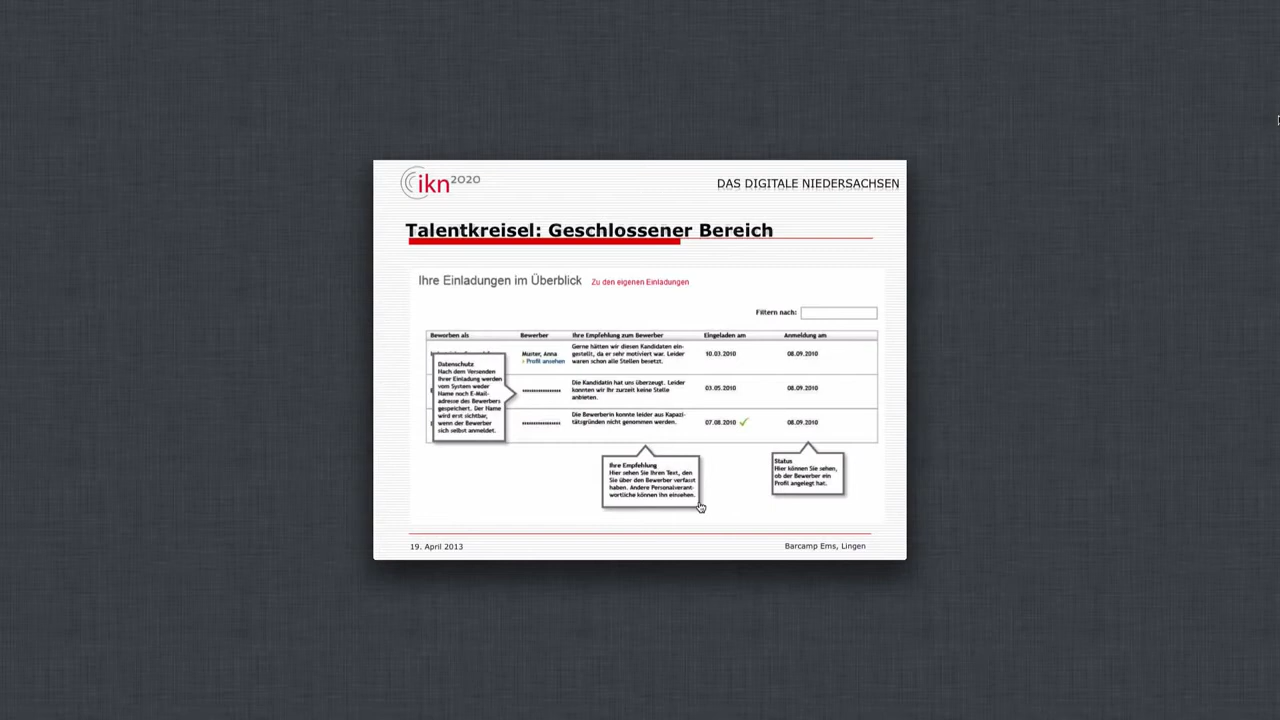 ikn2020
DAS DIGITALE NIEDERSACHSEN
Talentkreisel: Geschlossener Bereich
Ihre Einladungen im Überblick Zu den eigenen Einladungen
Filtern nach:
Beworben als Bewerber Ihre Empfehlung zum Bewerber Eingeladen am Anmeldung am
Muster, Anna
› Profil ansehen
Gerne hätten wir diesen Kandidaten ein-
gestellt, da er sehr motiviert war. Leider
waren schon alle Stellen besetzt.
10.03.2010 08.09.2010
Die Kandidatin hat uns überzeugt. Leider
konnten wir ihr zurzeit keine Stelle
anbieten.
03.05.2010 08.09.2010
Die Bewerberin konnte leider aus Kapazi-
tätsgründen nicht genommen werden.
07.08.2010 08.09.2010
Datenschutz
Nach dem Versenden
Ihrer Einladung werden
vom System weder
Name noch E-Mail-
adresse des Bewerbers
gespeichert. Der Name
wird erst sichtbar,
wenn der Bewerber
sich selbst anmeldet.
Ihre Empfehlung
Hier sehen Sie Ihren Text, den
Sie über den Bewerber verfasst
haben. Andere Personalverant-
wortliche können ihn einsehen.
Status
Hier können Sie sehen,
ob der Bewerber ein
Profil angelegt hat.
19. April 2013
Barcamp Ems, Lingen